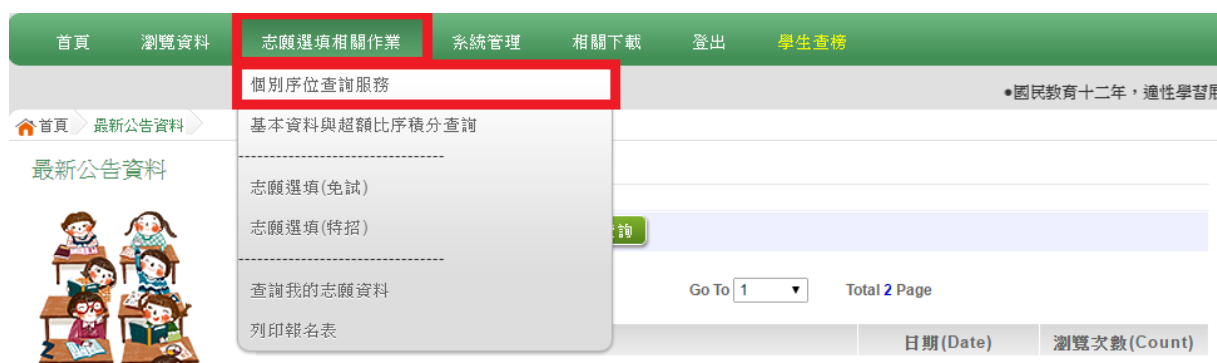 首頁 瀏覽資料 志願選填相關作業 系統管理 相關下載 登出 學生查榜
個別序位查詢服務
•國民教育十二年，適性學習展
首頁 最新公告資料
基本資料與超額比序積分查詢
--------------------------------
最新公告資料
志願選填(免試)
志願選填(特招)
詢
--------------------------------
查詢我的志願資料
Go To 1 ▼ Total 2 Page
列印報名表
日期(Date) 瀏覽次數(Count)